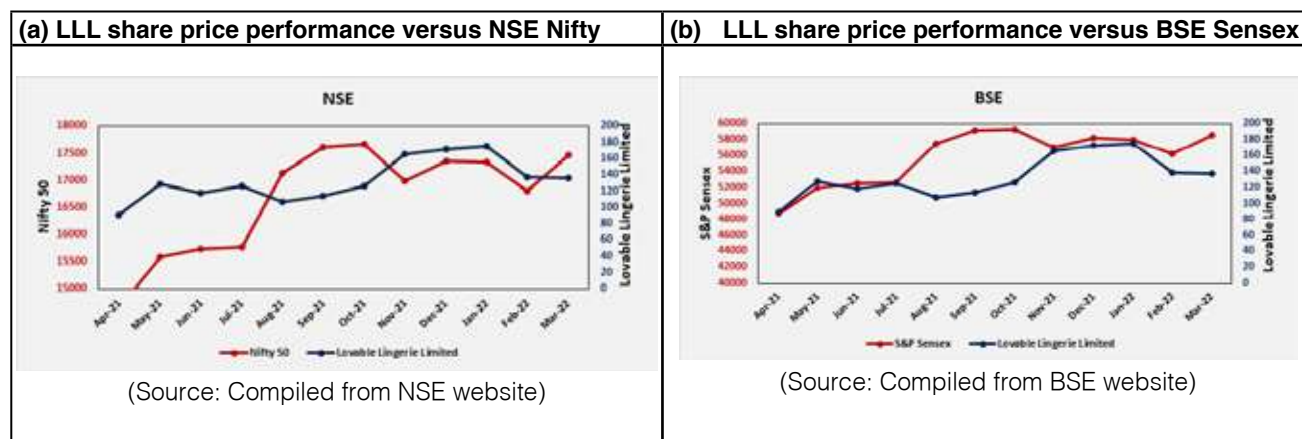 (a) LLL share price performance versus NSE Nifty
NSE
Nifty 50
18000
17500
17000
16500
16000
15500
15000
200
180
160
140
120
100
80
60
40
20
0
Lovable Lingerie Limited
Apr-21
May-21
Jun-21
Jul-21
Aug-21
Sep-21
Oct-21
Nov-21
Dec-21
Jan-22
Feb-22
Mar-22
Nifty 50
Lovable Lingerie Limited
(Source: Compiled from NSE website)
(b) LLL share price performance versus BSE Sensex
BSE
S&P Sensex
60000
58000
56000
54000
52000
50000
48000
46000
44000
42000
40000
200
180
160
140
120
100
80
60
40
20
0
Lovable Lingerie Limited
Apr-21
May-21
Jun-21
Jul-21
Aug-21
Sep-21
Oct-21
Nov-21
Dec-21
Jan-22
Feb-22
Mar-22
S&P Sensex
Lovable Lingerie Limited
(Source: Compiled from BSE website)